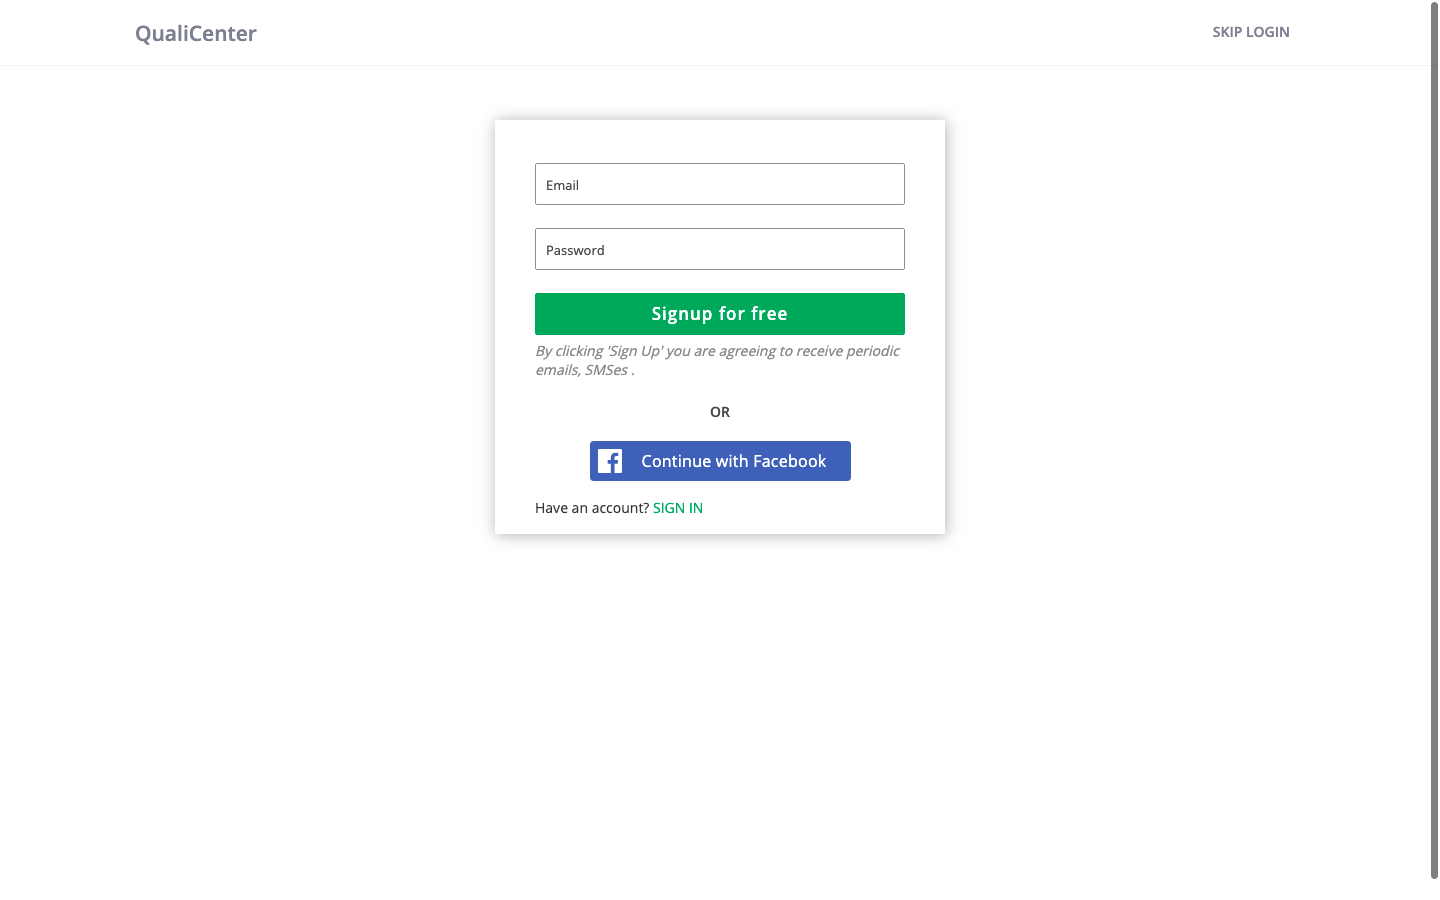 QualiCenter
SKIP LOGIN
Email
Password
Signup for free
By clicking 'Sign Up' you are agreeing to receive periodic
emails, SMSes .
OR
Continue with Facebook
Have an account? SIGN IN